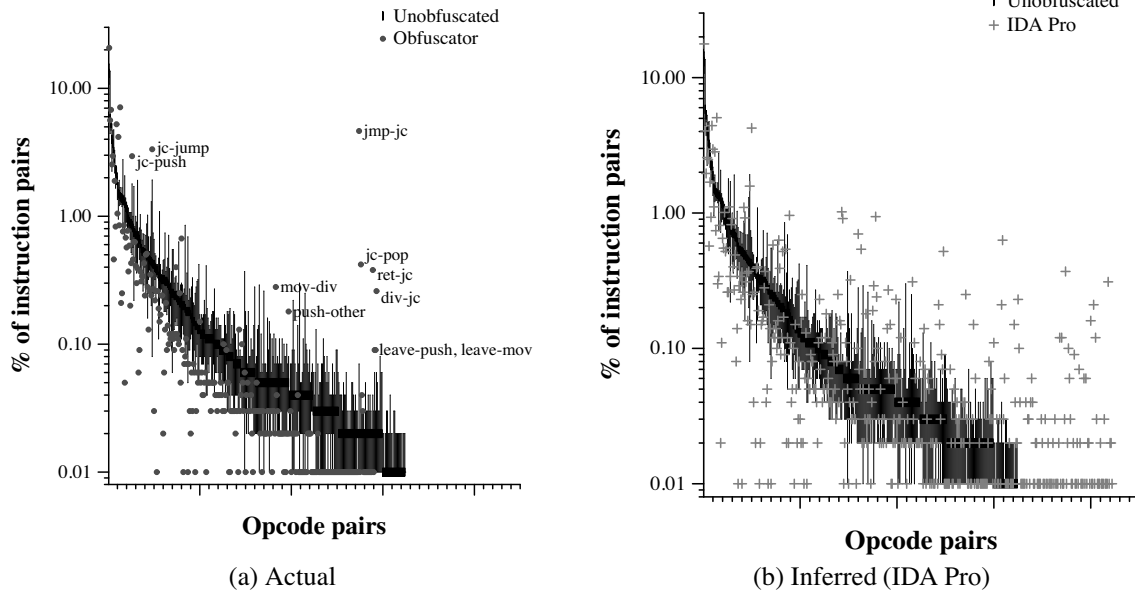 Unobfuscated
Obfuscator
10.00
1.00
0.10
0.01
% of instruction pairs
jmp-jc
jc-jump
jc-push
jc-pop
ret-jc
mov-div
div-jc
push-other
leave-push, leave-mov
Opcode pairs
(a) Actual
Unobfuscated
IDA Pro
10.00
1.00
0.10
0.01
% of instruction pairs
Opcode pairs
(b) Inferred (IDA Pro)